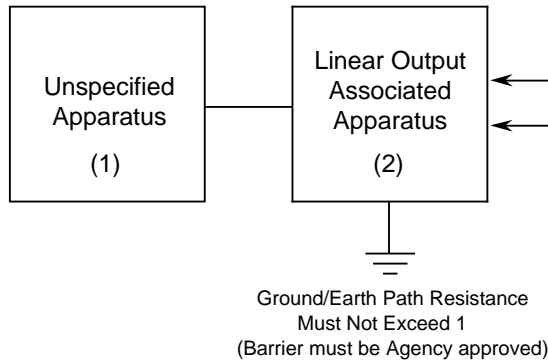 Unspecified
Apparatus
(1)
Linear Output
Associated
Apparatus
(2)
Ground/Earth Path Resistance
Must Not Exceed 1
(Barrier must be Agency approved)